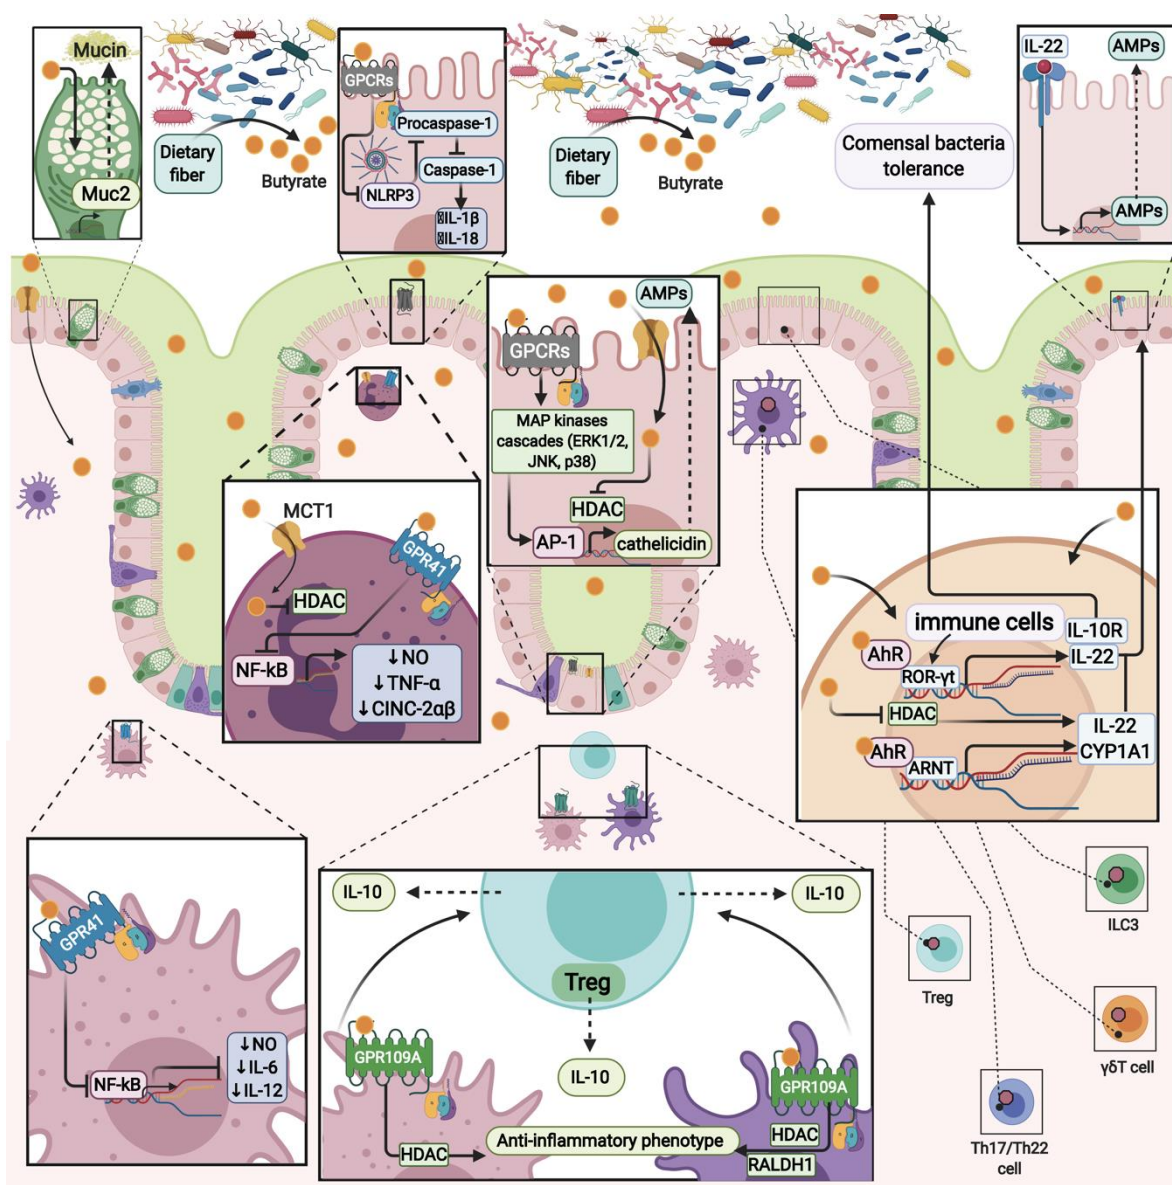 Mucin
Muc2
Dietary
fiber
Butyrate
GPCRs
Procaspase-1
Caspase-1
NLRP3
IL-1β
IL-18
Dietary
fiber
Butyrate
Comensal bacteria
tolerance
IL-22
AMPs
AMPs
AMPs
GPCRs
MAP kinases
cascades (ERK1/2,
JNK, p38)
HDAC
AP-1
cathelicidin
MCT1
GPR41
HDAC
NF-kB
↓NO
↓TNF-α
↓CINC-2αβ
immune cells
IL-10R
AhR
IL-22
ROR-γt
HDAC
IL-22
CYP1A1
AhR
ARNT
GPR41
NF-kB
↓NO
↓IL-6
↓IL-12
IL-10
IL-10
Treg
IL-10
GPR109A
GPR109A
HDAC
Anti-inflammatory phenotype
HDAC
RALDH1
ILC3
Treg
γδT cell
Th17/Th22
cell